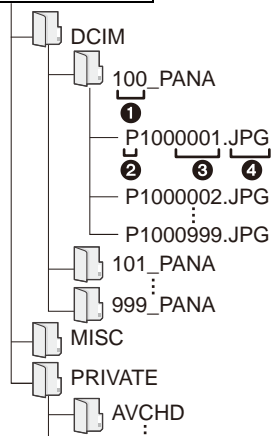 DCIM
100_PANA
❶
P1000001.JPG
❷ ❸ ❹
P1000002.JPG
P1000999.JPG
101_PANA
999_PANA
MISC
PRIVATE
AVCHD